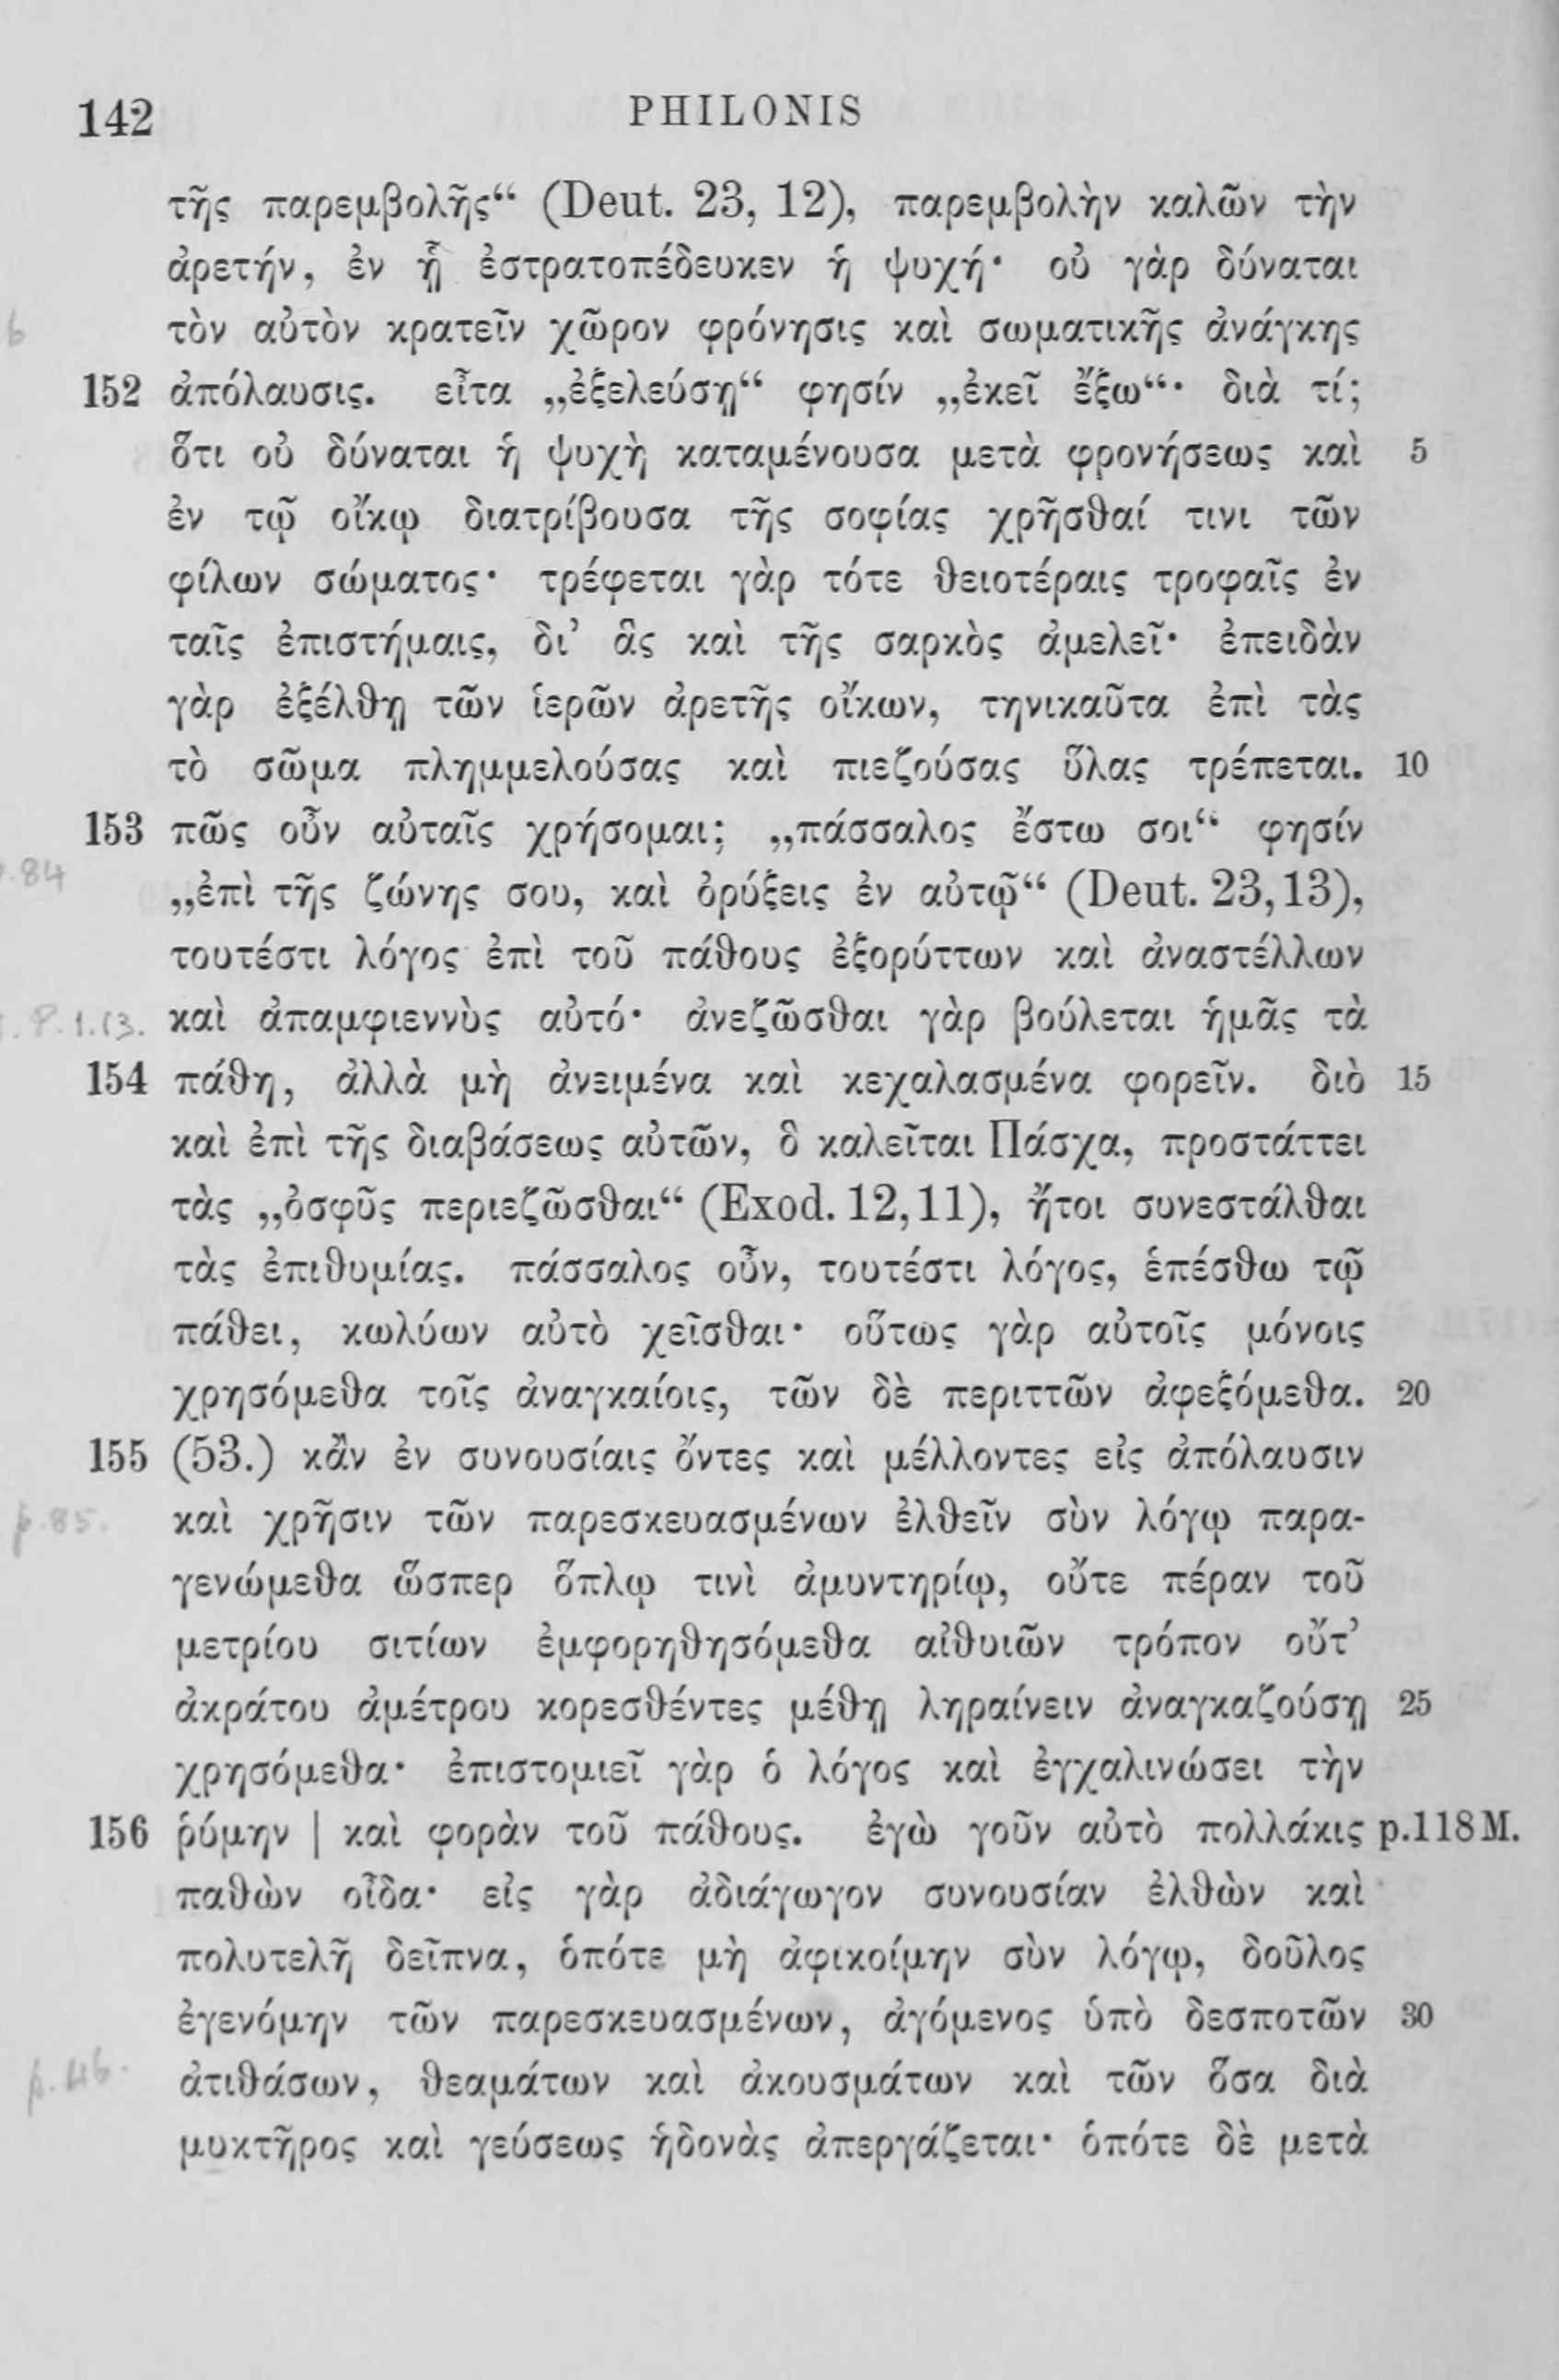 142 PHILONIS
τῆς παρεμβολῆς“ (Deut. 23, 12), παρεμβολὴν καλῶν τὴν
ἀρετήν, ἐν ᾗ ἐστρατοπέδευκεν ἡ ψυχή· οὐ γὰρ δύναται
τὸν αὐτὸν κρατεῖν χῶρον φρόνησις καὶ σωματικῆς ἀνάγκης
152 ἀπόλαυσις. εἶτα „ἐξελεύσῃ“ φησίν „ἐκεῖ ἔξω“· διὰ τί;
ὅτι οὐ δύναται ἡ ψυχὴ καταμένουσα μετὰ φρονήσεως καὶ 5
ἐν τῷ οἴκῳ διατρίβουσα τῆς σοφίας χρῆσθαί τινι τῶν
φίλων σώματος· τρέφεται γὰρ τότε θειοτέραις τροφαῖς ἐν
ταῖς ἐπιστήμαις, δι’ ἃς καὶ τῆς σαρκὸς ἀμελεῖ· ἐπειδὰν
γὰρ ἐξέλθῃ τῶν ἱερῶν ἀρετῆς οἴκων, τηνικαῦτα ἐπὶ τὰς
τὸ σῶμα πλημμελούσας καὶ πιεζούσας ὕλας τρέπεται. 10
153 πῶς οὖν αὐταῖς χρήσομαι; „πάσσαλος ἔστω σοι“ φησίν
p.84 „ἐπὶ τῆς ζώνης σου, καὶ ὀρύξεις ἐν αὐτῷ“ (Deut. 23,13),
τουτέστι λόγος ἐπὶ τοῦ πάθους ἐξορύττων καὶ ἀναστέλλων
P.1.13. καὶ ἀπαμφιεννὺς αὐτό· ἀνεζῶσθαι γὰρ βούλεται ἡμᾶς τὰ
154 πάθη, ἀλλὰ μὴ ἀνειμένα καὶ κεχαλασμένα φορεῖν. διὸ 15
καὶ ἐπὶ τῆς διαβάσεως αὐτῶν, ὃ καλεῖται Πάσχα, προστάττει
τὰς „ὀσφῦς περιεζῶσθαι“ (Exod. 12,11), ἤτοι συνεστάλθαι
τὰς ἐπιθυμίας. πάσσαλος οὖν, τουτέστι λόγος, ἑπέσθω τῷ
πάθει, κωλύων αὐτὸ χεῖσθαι· οὕτως γὰρ αὐτοῖς μόνοις
χρησόμεθα τοῖς ἀναγκαίοις, τῶν δὲ περιττῶν ἀφεξόμεθα. 20
155 (53.) κἂν ἐν συνουσίαις ὄντες καὶ μέλλοντες εἰς ἀπόλαυσιν
p.85. καὶ χρῆσιν τῶν παρεσκευασμένων ἐλθεῖν σὺν λόγῳ παρα-
γενώμεθα ὥσπερ ὅπλῳ τινὶ ἀμυντηρίῳ, οὔτε πέραν τοῦ
μετρίου σιτίων ἐμφορηθησόμεθα αἰθυιῶν τρόπον οὔτ’
ἀκράτου ἀμέτρου κορεσθέντες μέθῃ ληραίνειν ἀναγκαζούσῃ 25
χρησόμεθα· ἐπιστομιεῖ γὰρ ὁ λόγος καὶ ἐγχαλινώσει τὴν
156 ῥύμην | καὶ φορὰν τοῦ πάθους. ἐγὼ γοῦν αὐτὸ πολλάκις p.118M.
παθὼν οἶδα· εἰς γὰρ ἀδιάγωγον συνουσίαν ἐλθὼν καὶ
πολυτελῆ δεῖπνα, ὁπότε μὴ ἀφικοίμην σὺν λόγῳ, δοῦλος
ἐγενόμην τῶν παρεσκευασμένων, ἀγόμενος ὑπὸ δεσποτῶν 30
p.46. ἀτιθάσων, θεαμάτων καὶ ἀκουσμάτων καὶ τῶν ὅσα διὰ
μυκτῆρος καὶ γεύσεως ἡδονὰς ἀπεργάζεται· ὁπότε δὲ μετὰ